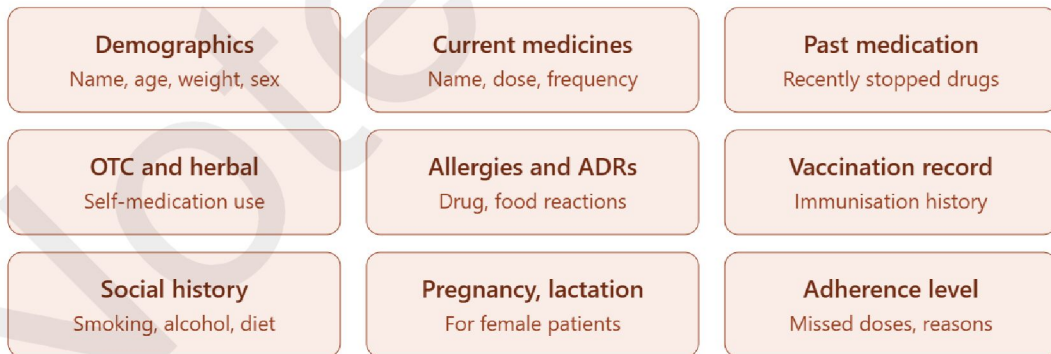 Demographics
Name, age, weight, sex
Current medicines
Name, dose, frequency
Past medication
Recently stopped drugs
OTC and herbal
Self-medication use
Allergies and ADRs
Drug, food reactions
Vaccination record
Immunisation history
Social history
Smoking, alcohol, diet
Pregnancy, lactation
For female patients
Adherence level
Missed doses, reasons